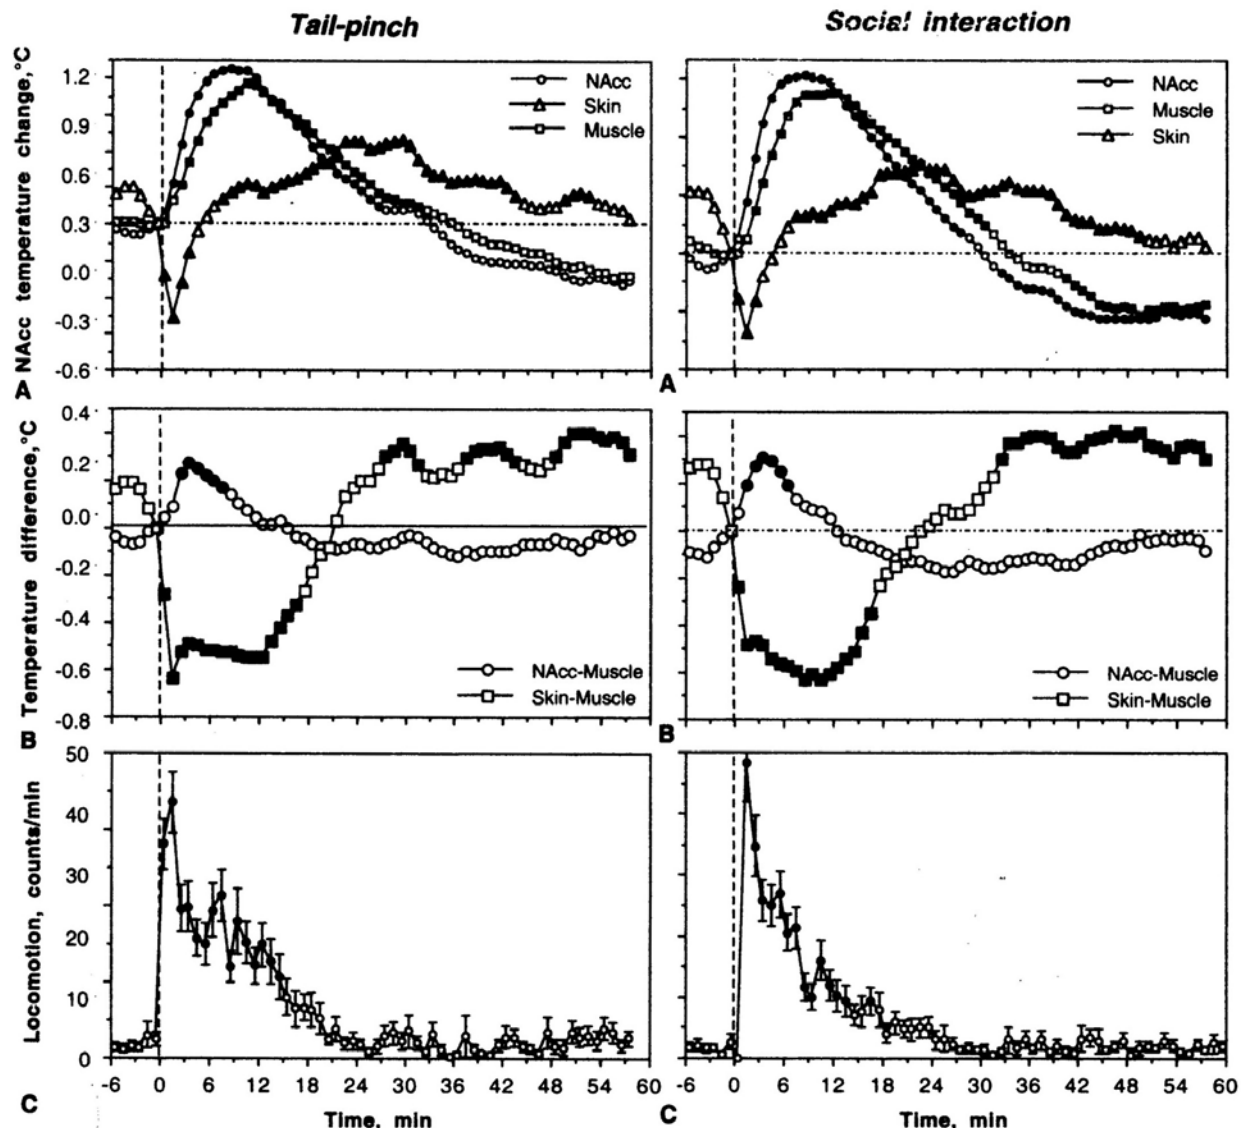 Tail-pinch
Social interaction
NAcc temperature change,°C
1.2
0.9
0.6
0.3
0.0
-0.3
-0.6
NAcc
Skin
Muscle
NAcc
Muscle
Skin
A
A
Temperature difference,°C
0.4
0.2
0.0
-0.2
-0.4
-0.6
-0.8
NAcc-Muscle
Skin-Muscle
NAcc-Muscle
Skin-Muscle
B
B
Locomotion, counts/min
50
40
30
20
10
0
-6 0 6 12 18 24 30 36 42 48 54 60
-6 0 6 12 18 24 30 36 42 48 54 60
C
Time, min
C
Time, min